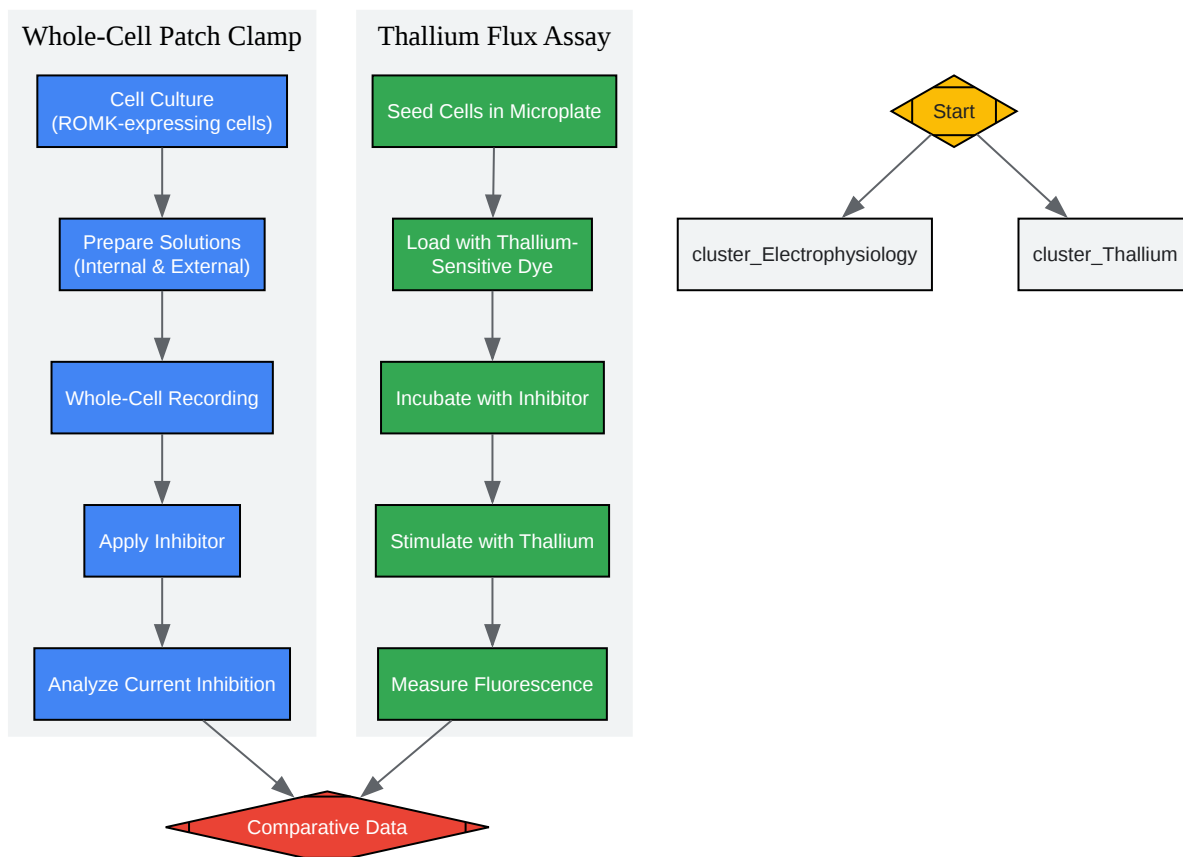 Whole-Cell Patch Clamp
Cell Culture
(ROMK-expressing cells)
Prepare Solutions
(Internal & External)
Whole-Cell Recording
Apply Inhibitor
Analyze Current Inhibition
Thallium Flux Assay
Seed Cells in Microplate
Load with Thallium-
Sensitive Dye
Incubate with Inhibitor
Stimulate with Thallium
Measure Fluorescence
Comparative Data
Start
cluster_Electrophysiology
cluster_Thallium